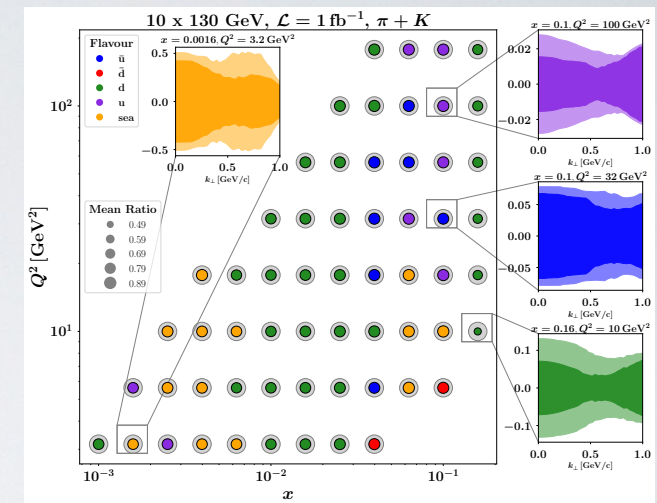 10 x 130 GeV, 𝓛 = 1 fb⁻¹, π + K
Flavour
ū
d̄
d
u
sea
Mean Ratio
0.49
0.59
0.69
0.79
0.89
x = 0.0016, Q² = 3.2 GeV²
0.5
0.0
−0.5
0.0
0.5
1.0
k⊥ [GeV/c]
x = 0.1, Q² = 100 GeV²
0.02
0.00
−0.02
0.0
0.5
1.0
k⊥ [GeV/c]
x = 0.1, Q² = 32 GeV²
0.05
0.00
−0.05
0.0
0.5
1.0
k⊥ [GeV/c]
x = 0.16, Q² = 10 GeV²
0.1
0.0
−0.1
0.0
0.5
1.0
k⊥ [GeV/c]
Q² [GeV²]
10²
10¹
10⁻³
10⁻²
10⁻¹
x